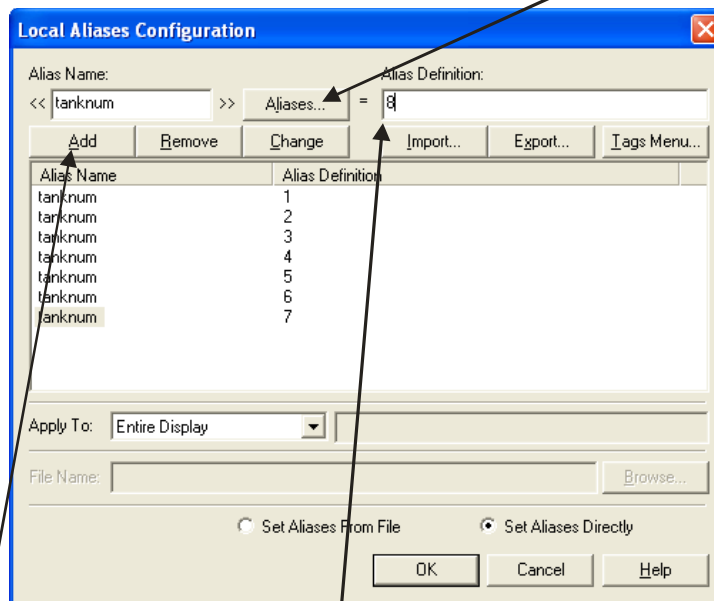 Local Aliases Configuration
Alias Name: Alias Definition:
<< tanknum >> Aliases... = 8
Add Remove Change Import... Export... Tags Menu...
Alias Name Alias Definition
tanknum 1
tanknum 2
tanknum 3
tanknum 4
tanknum 5
tanknum 6
tanknum 7
Apply To: Entire Display
File Name: Browse...
Set Aliases From File Set Aliases Directly
OK Cancel Help